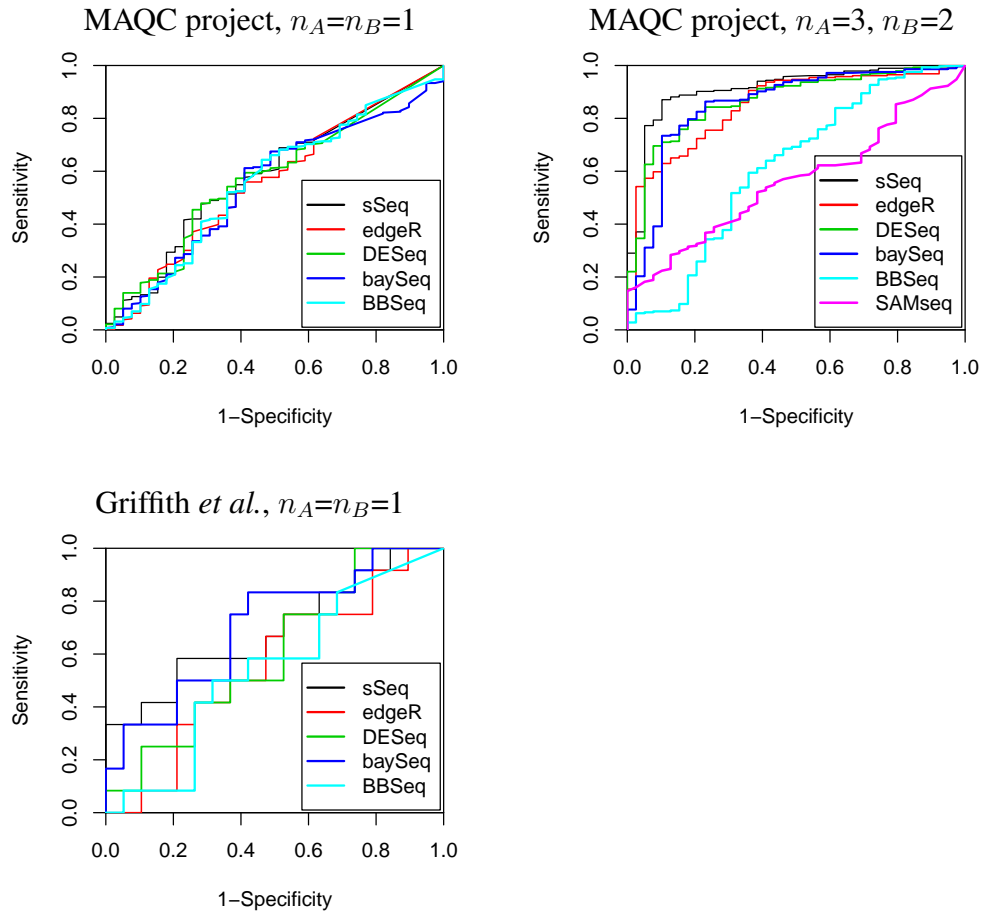 MAQC project, nA=nB=1
1.0
0.8
0.6
0.4
0.2
0.0
Sensitivity
sSeq
edgeR
DESeq
baySeq
BBSeq
0.0 0.2 0.4 0.6 0.8 1.0
1−Specificity
MAQC project, nA=3, nB=2
1.0
0.8
0.6
0.4
0.2
0.0
Sensitivity
sSeq
edgeR
DESeq
baySeq
BBSeq
SAMseq
0.0 0.2 0.4 0.6 0.8 1.0
1−Specificity
Griffith et al., nA=nB=1
1.0
0.8
0.6
0.4
0.2
0.0
Sensitivity
sSeq
edgeR
DESeq
baySeq
BBSeq
0.0 0.2 0.4 0.6 0.8 1.0
1−Specificity